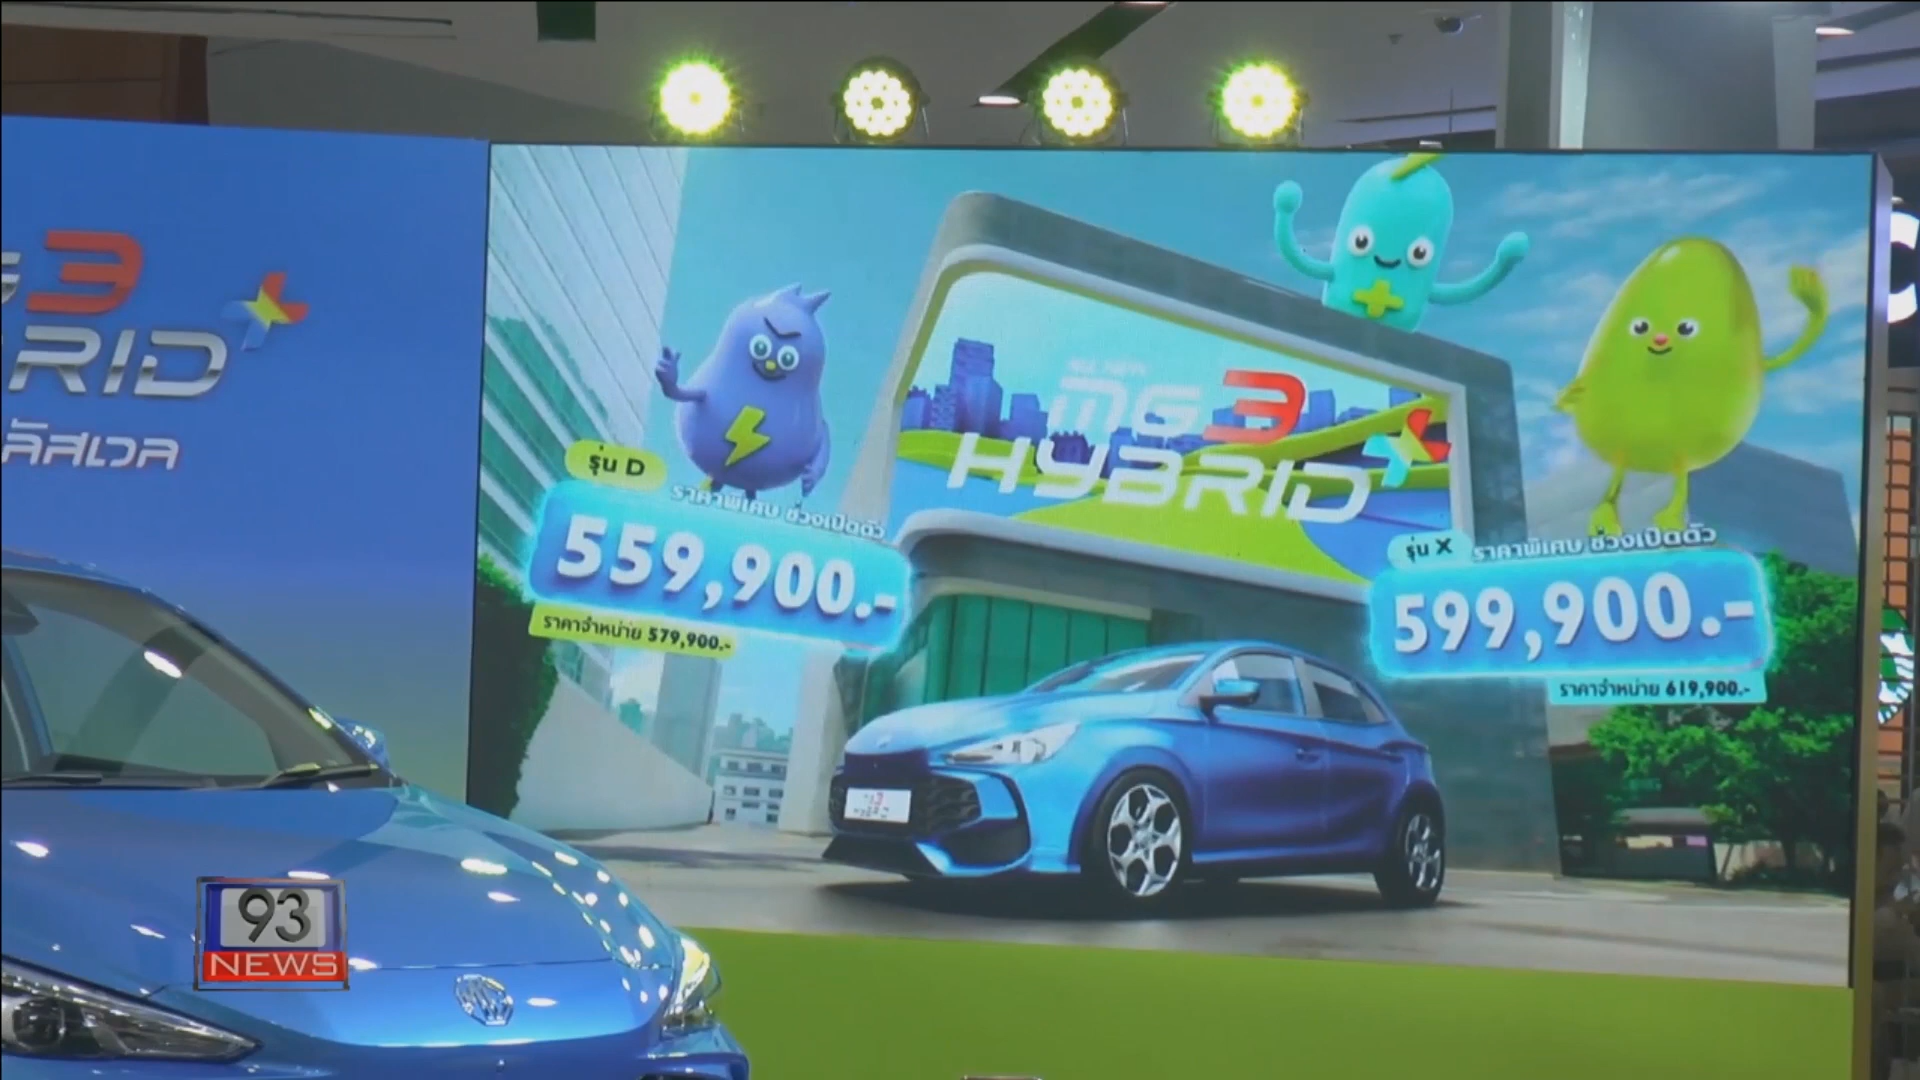 G3
RID
ลัสเวล
ALL NEW
MG3
HYBRID
รุ่น D
ราคาพิเศษ ช่วงเปิดตัว
559,900.-
ราคาจำหน่าย 579,900.-
รุ่น X
ราคาพิเศษ ช่วงเปิดตัว
599,900.-
ราคาจำหน่าย 619,900.-
93
NEWS
MG